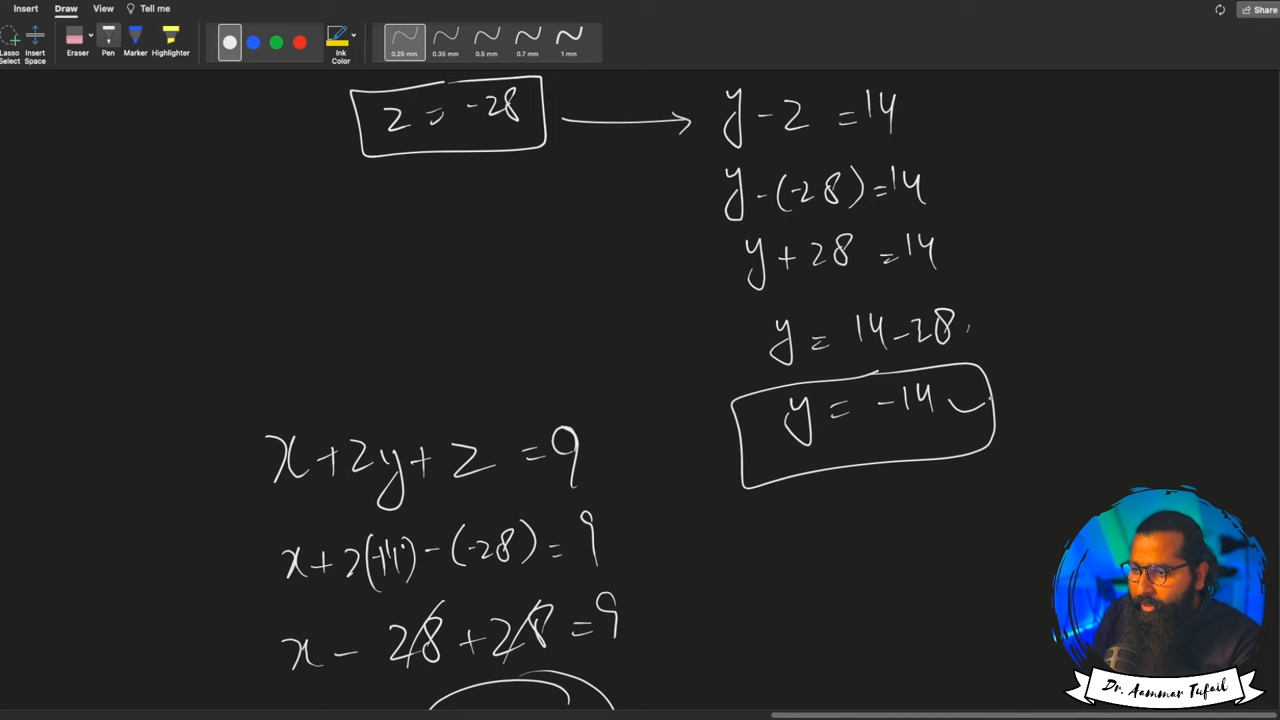 Insert Draw View Tell me
Share
Lasso Select
Insert Space
Eraser
Pen
Marker
Highlighter
Ink Color
0.25 mm
0.35 mm
0.5 mm
0.7 mm
1 mm
z = -28
y - z = 14
y - (-28) = 14
y + 28 = 14
y = 14 - 28
y = -14
x + 2y + z = 9
x + 2(-14) - (-28) = 9
x - 28 + 28 = 9
Dr. Aammar Tufail